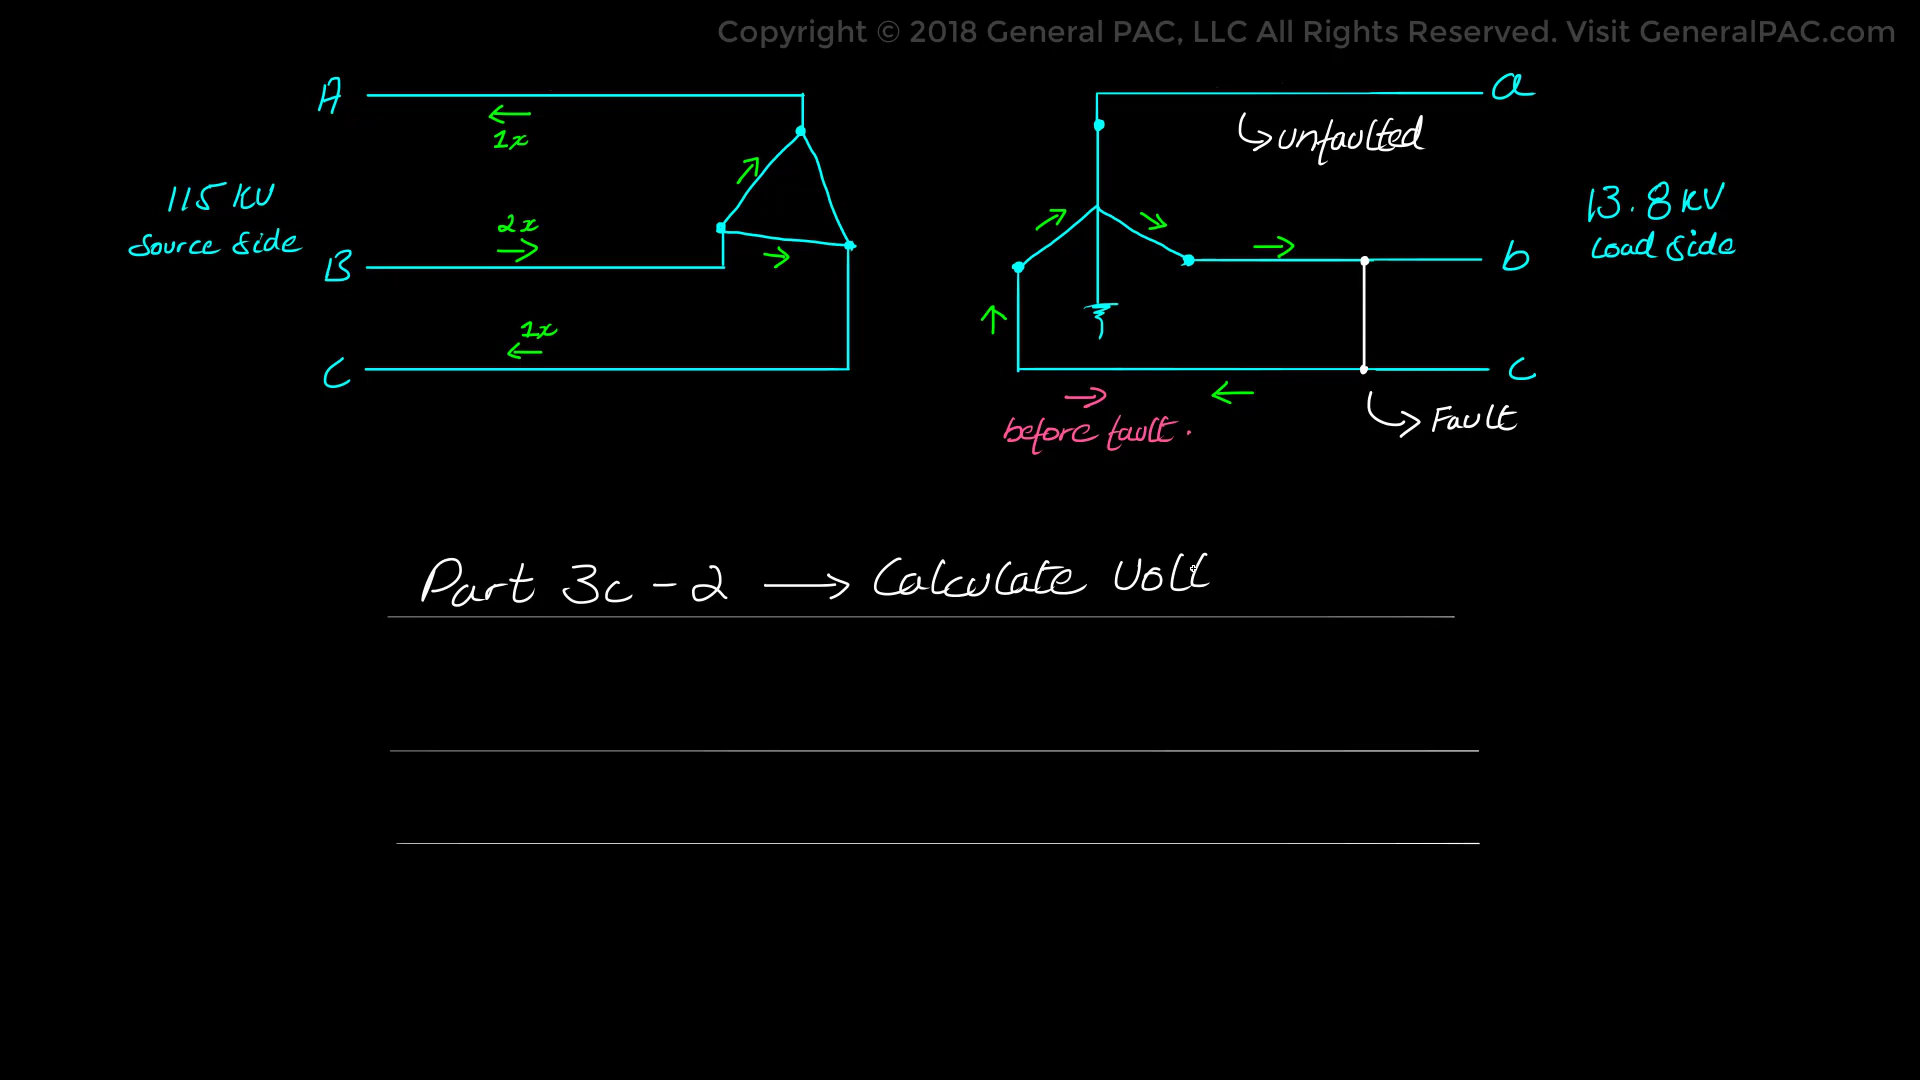 Copyright © 2018 General PAC, LLC All Rights Reserved. Visit GeneralPAC.com
A
1x
115 KV
Source Side
2x
B
1x
C
a
unfaulted
13.8 KV
Load Side
b
c
before fault.
Fault
Part 3c - 2 → Calculate Volt